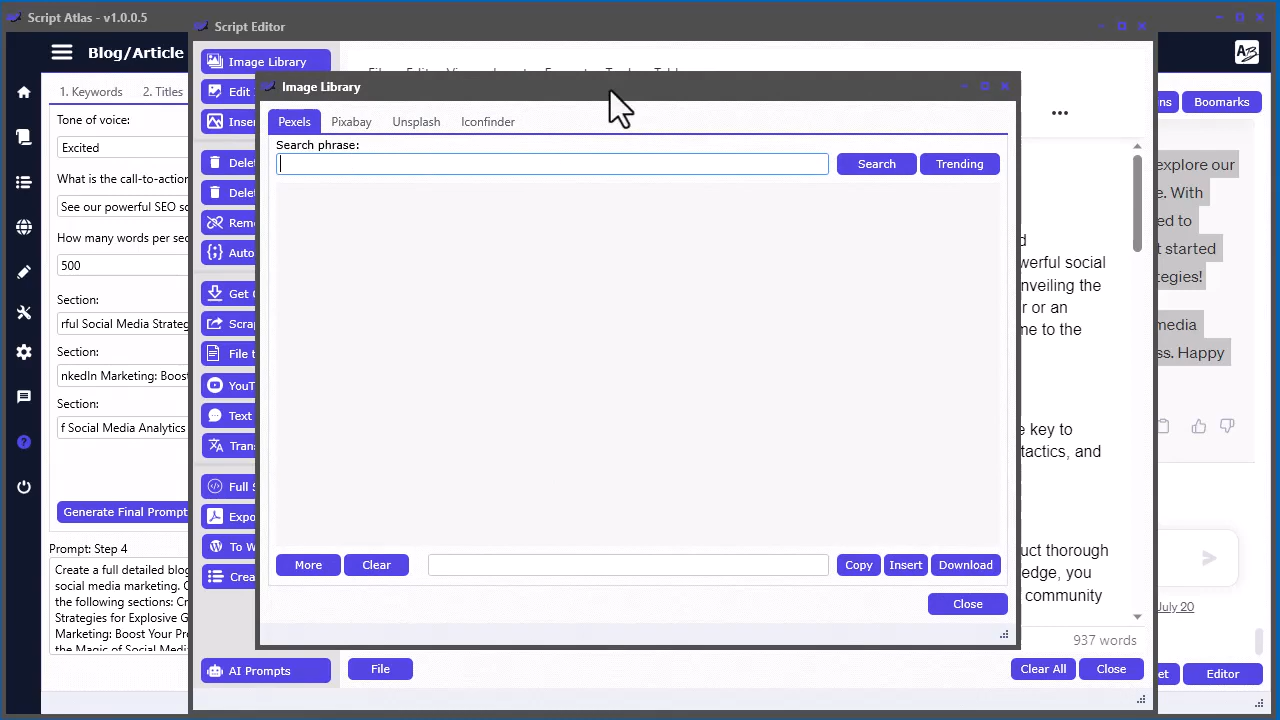 Script Atlas - v1.0.0.5
Blog/Article
1. Keywords
2. Titles
Tone of voice:
Excited
What is the call-to-action
See our powerful SEO so
How many words per sec
500
Section:
rful Social Media Strateg
Section:
nkedIn Marketing: Boost
Section:
f Social Media Analytics
Generate Final Prompt
Prompt: Step 4
Create a full detailed blog
social media marketing. C
the following sections: Cr
Strategies for Explosive G
Marketing: Boost Your Pro
the Magic of Social Media
Script Editor
Image Library
Edit
Inser
Delet
Delet
Remo
Auto
Get
Scrap
File t
YouT
Text
Trans
Full S
Expo
To W
Crea
AI Prompts
File
Image Library
Pexels
Pixabay
Unsplash
Iconfinder
Search phrase:
Search
Trending
More
Clear
Copy
Insert
Download
Close
d
werful social
nveiling the
r or an
me to the
e key to
tactics, and
uct thorough
edge, you
community
937 words
Clear All
Close
ns
Boomarks
explore our
e. With
ed to
t started
tegies!
media
ss. Happy
July 20
et
Editor